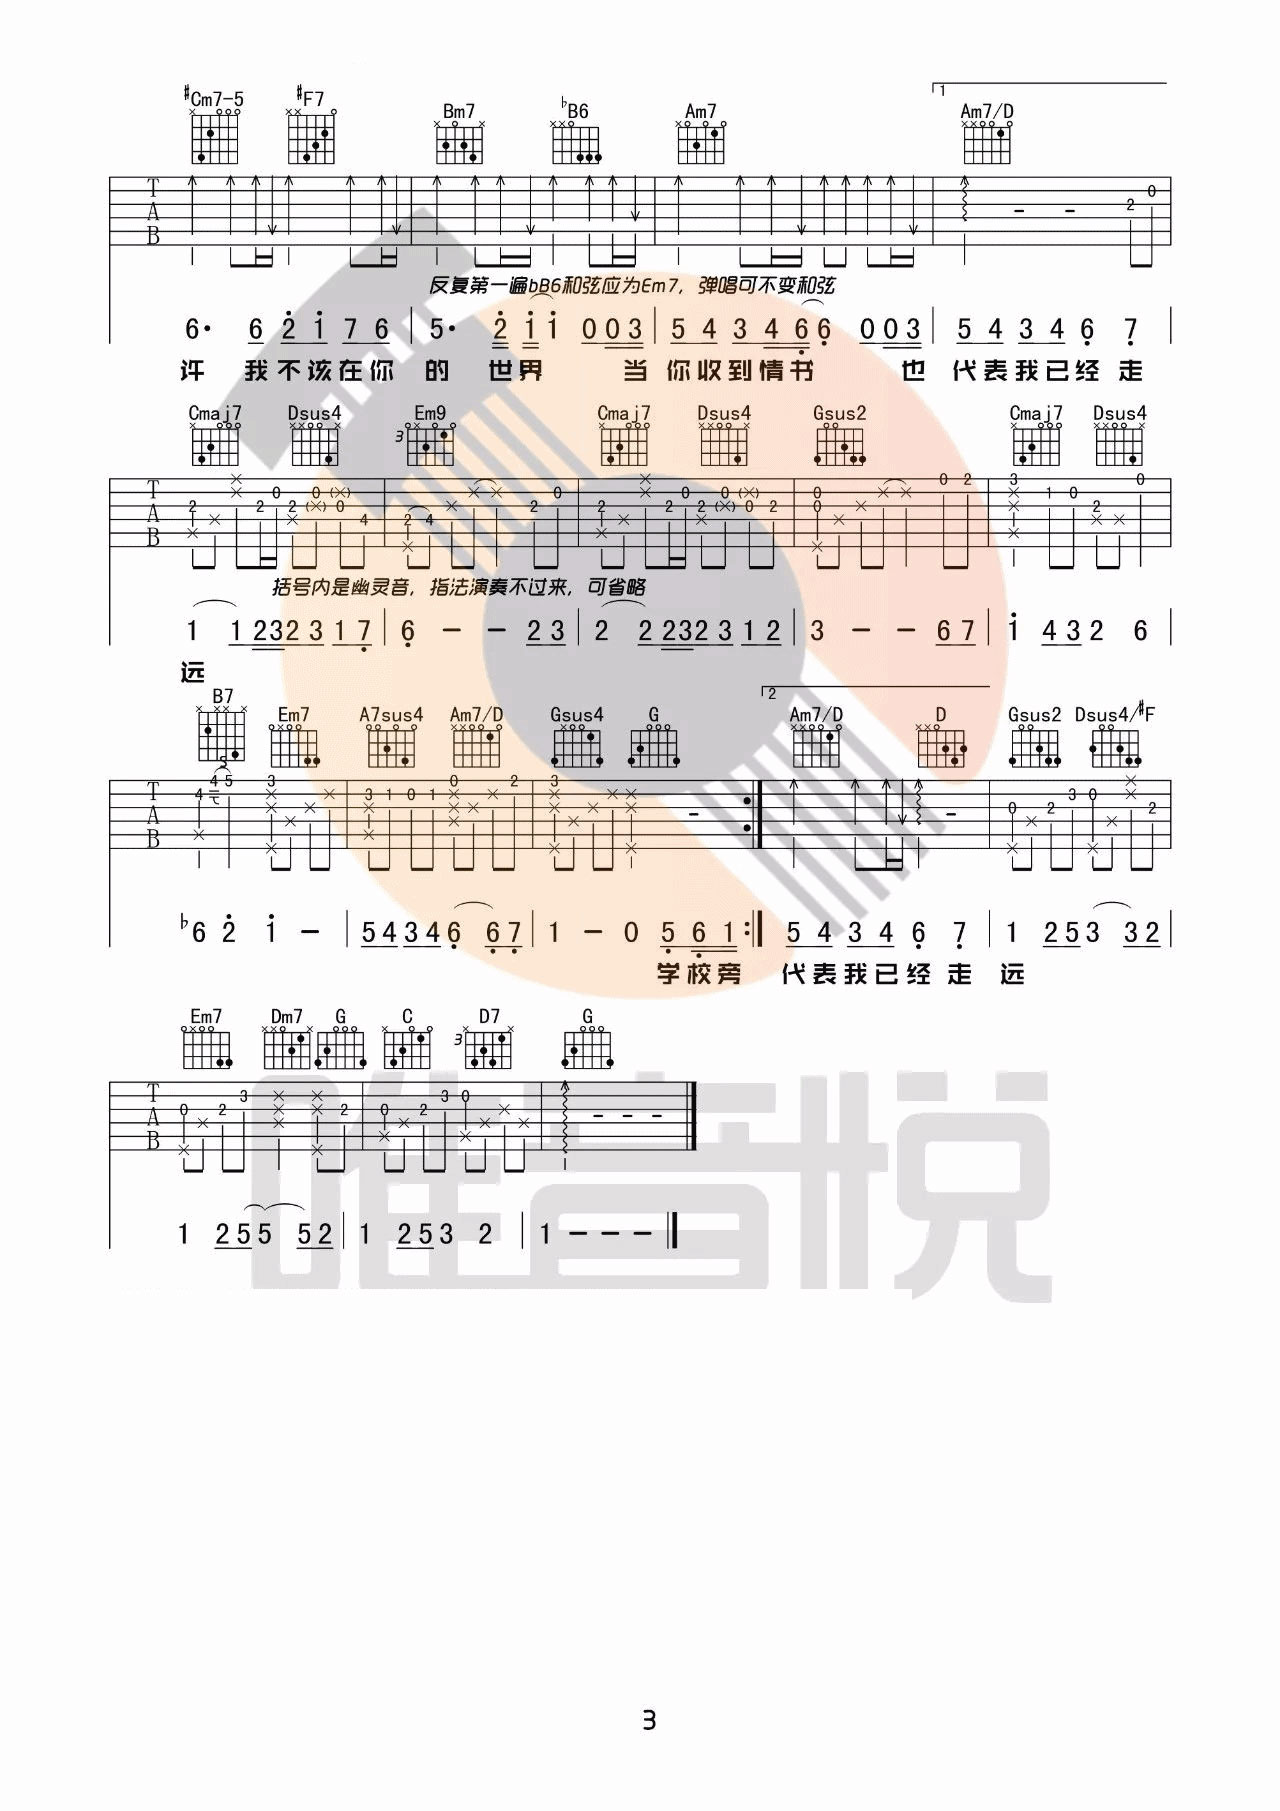 #Cm7-5 #F7 Bm7 bB6 Am7 1 Am7/D
T A B 2 0
反复第一遍bB6和弦应为Em7，弹唱可不变和弦
6· 6 2 1 7 6 5· 2 1 1 0 0 3 5 4 3 4 6 6 0 0 3 5 4 3 4 6 7
许 我不该在你 的 世界 当你收到情书 也 代表我已经走
Cmaj7 Dsus4 Em9 Cmaj7 Dsus4 Gsus2 Cmaj7 Dsus4
3
T A B
括号内是幽灵音，指法演奏不过来，可省略
1 1 2 3 2 3 1 7 6 - - 2 3 2 2 2 3 2 3 1 2 3 - - 6 7 1 4 3 2 6
远
B7 Em7 A7sus4 Am7/D Gsus4 G 2 Am7/D D Gsus2 Dsus4/#F
T A B
b6 2 1 - 5 4 3 4 6 6 7 1 - 0 5 6 1 5 4 3 4 6 7 1 2 5 3 3 2
学校旁 代表我已经走 远
Em7 Dm7 G C D7 G
3
T A B
1 2 5 5 5 2 1 2 5 3 2 1 - - -
唯音悦
3